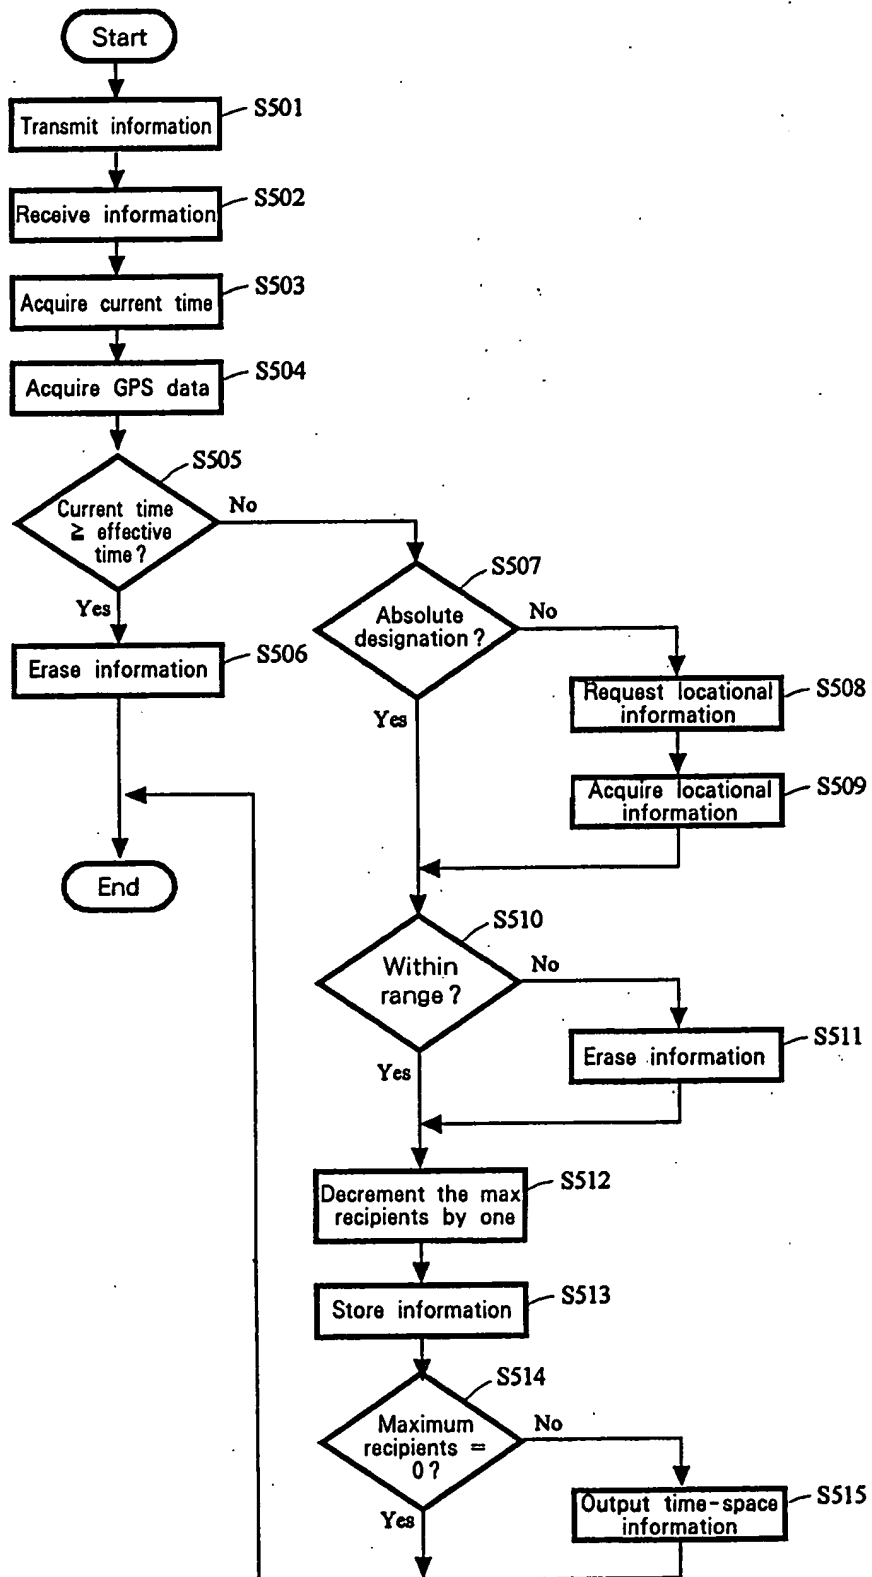 Start
Transmit information
S501
Receive information
S502
Acquire current time
S503
Acquire GPS data
S504
Current time
≧ effective
time?
S505
No
Yes
Erase information
S506
End
Absolute
designation?
S507
No
Yes
Request locational
information
S508
Acquire locational
information
S509
Within
range?
S510
No
Yes
Erase information
S511
Decrement the max
recipients by one
S512
Store information
S513
Maximum
recipients =
0?
S514
No
Yes
Output time-space
information
S515